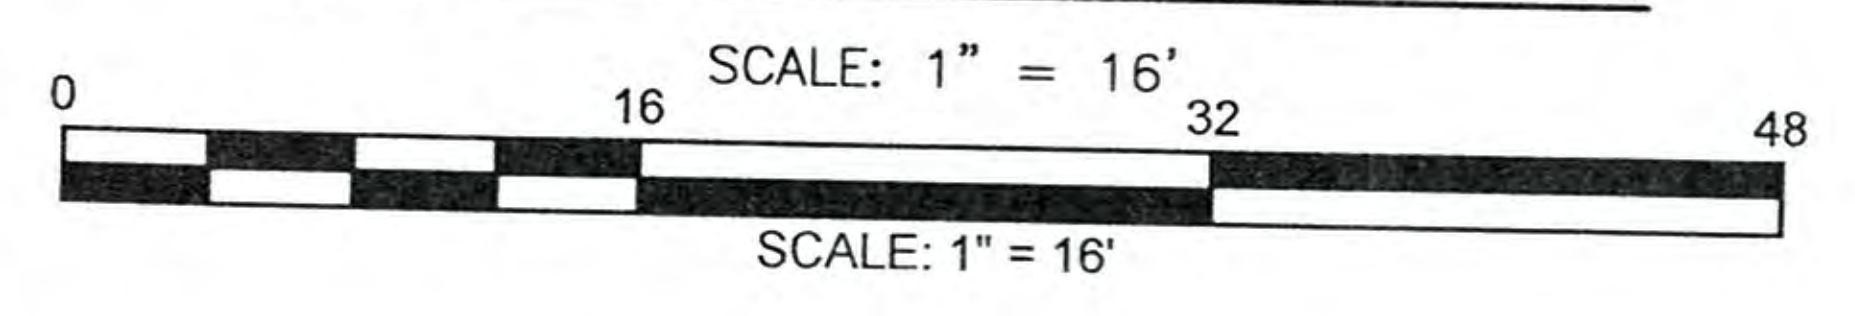 SCALE: 1” = 16’
0 16 32 48
SCALE: 1" = 16'